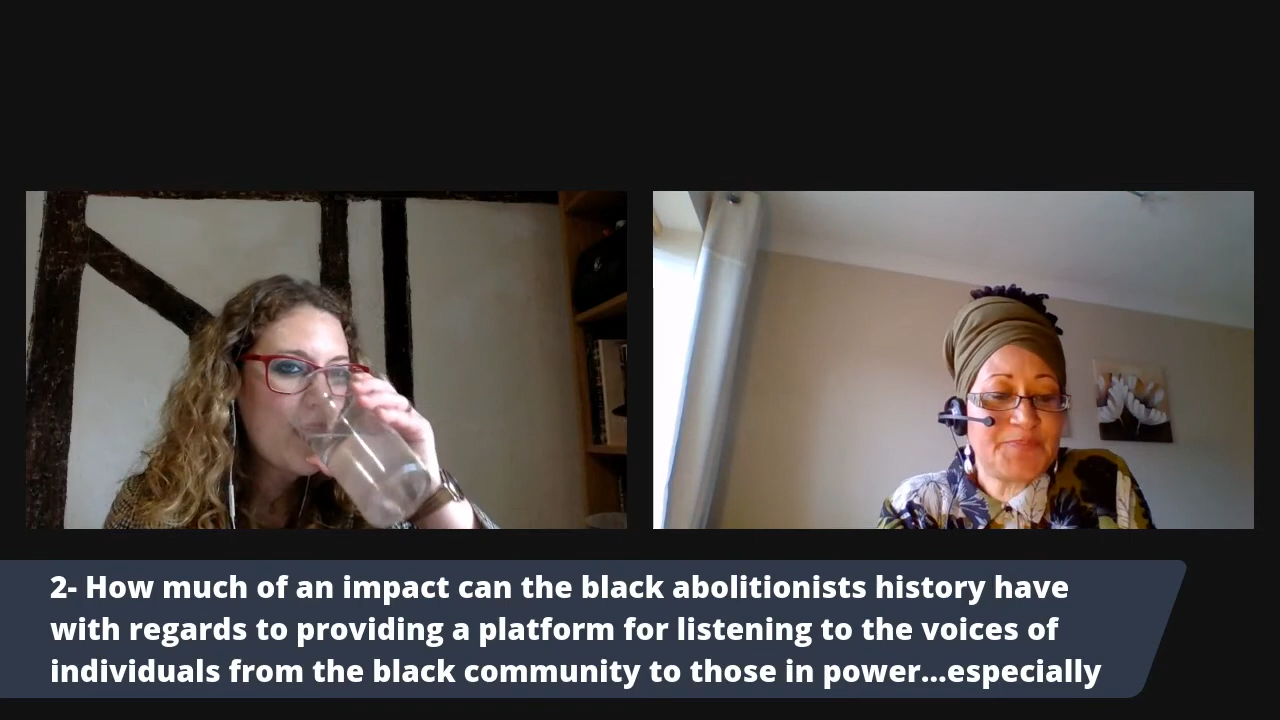 2- How much of an impact can the black abolitionists history have
with regards to providing a platform for listening to the voices of
individuals from the black community to those in power...especially